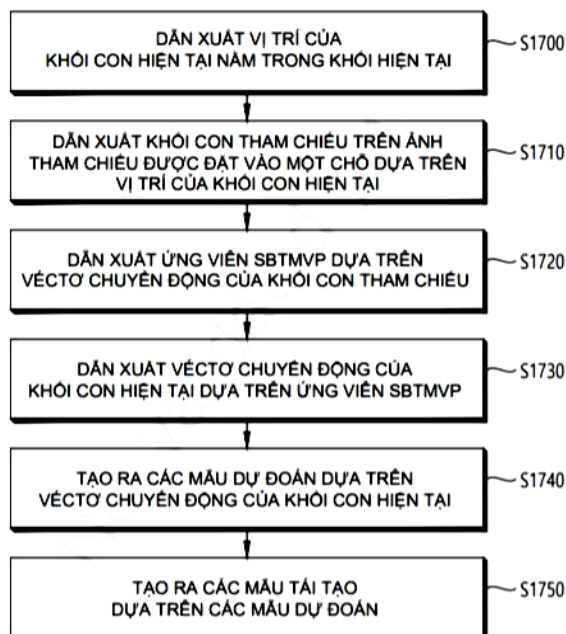 DẪN XUẤT VỊ TRÍ CỦA
KHỐI CON HIỆN TẠI NẰM TRONG KHỐI HIỆN TẠI
S1700
DẪN XUẤT KHỐI CON THAM CHIẾU TRÊN ẢNH
THAM CHIẾU ĐƯỢC ĐẶT VÀO MỘT CHỖ DỰA TRÊN
VỊ TRÍ CỦA KHỐI CON HIỆN TẠI
S1710
DẪN XUẤT ỨNG VIÊN SBTMVP DỰA TRÊN
VÉCTƠ CHUYỂN ĐỘNG CỦA KHỐI CON THAM CHIẾU
S1720
DẪN XUẤT VÉCTƠ CHUYỂN ĐỘNG CỦA
KHỐI CON HIỆN TẠI DỰA TRÊN ỨNG VIÊN SBTMVP
S1730
TẠO RA CÁC MẪU DỰ ĐOÁN DỰA TRÊN
VÉCTƠ CHUYỂN ĐỘNG CỦA KHỐI CON HIỆN TẠI
S1740
TẠO RA CÁC MẪU TÁI TẠO
DỰA TRÊN CÁC MẪU DỰ ĐOÁN
S1750